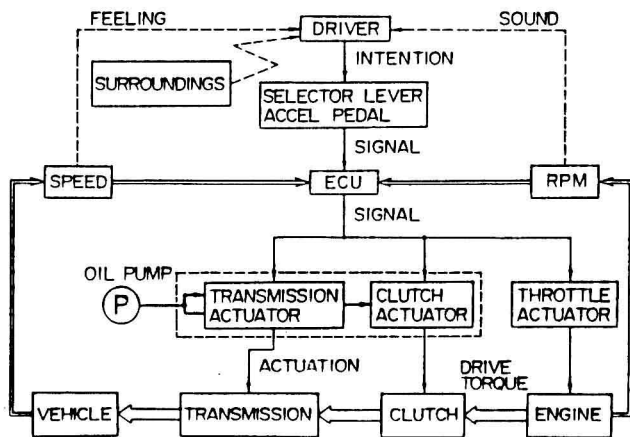 FEELING
DRIVER
SOUND
INTENTION
SURROUNDINGS
SELECTOR LEVER
ACCEL PEDAL
SIGNAL
SPEED
ECU
RPM
SIGNAL
OIL PUMP
P
TRANSMISSION
ACTUATOR
CLUTCH
ACTUATOR
THROTTLE
ACTUATOR
ACTUATION
DRIVE
TORQUE
VEHICLE
TRANSMISSION
CLUTCH
ENGINE